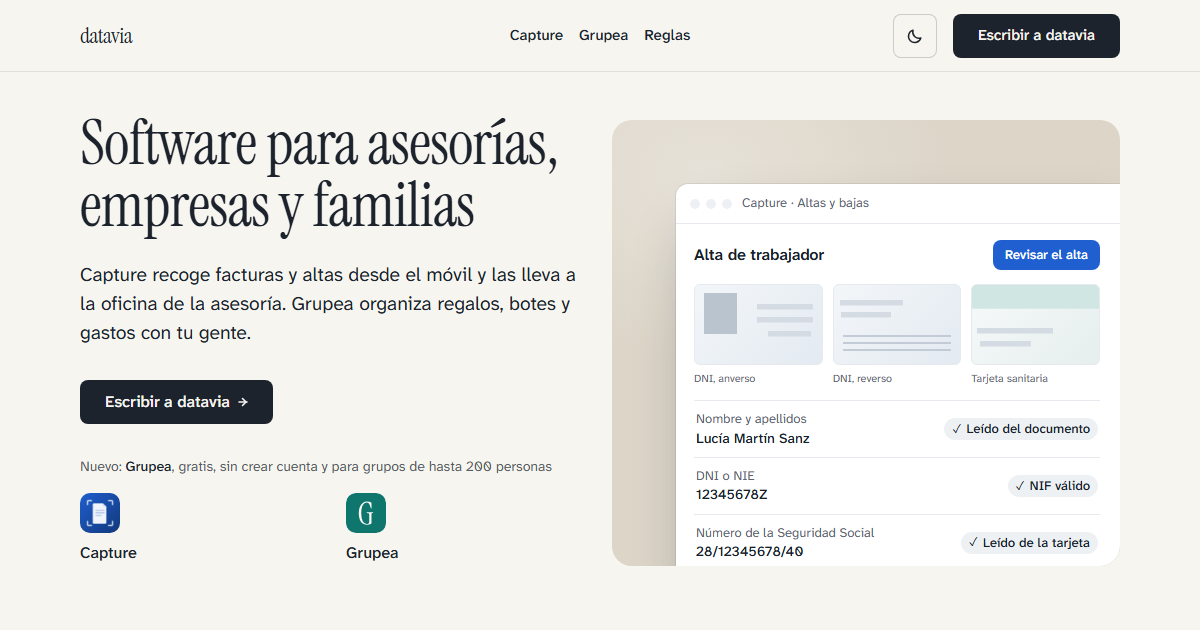 datavia
Capture Grupea Reglas
Escribir a datavia
Software para asesorías,
empresas y familias
Capture recoge facturas y altas desde el móvil y las lleva a
la oficina de la asesoría. Grupea organiza regalos, botes y
gastos con tu gente.
Escribir a datavia →
Nuevo: Grupea, gratis, sin crear cuenta y para grupos de hasta 200 personas
G
Capture
Grupea
Capture · Altas y bajas
Alta de trabajador
Revisar el alta
DNI, anverso
DNI, reverso
Tarjeta sanitaria
Nombre y apellidos
Lucía Martín Sanz
✓ Leído del documento
DNI o NIE
12345678Z
✓ NIF válido
Número de la Seguridad Social
28/12345678/40
✓ Leído de la tarjeta